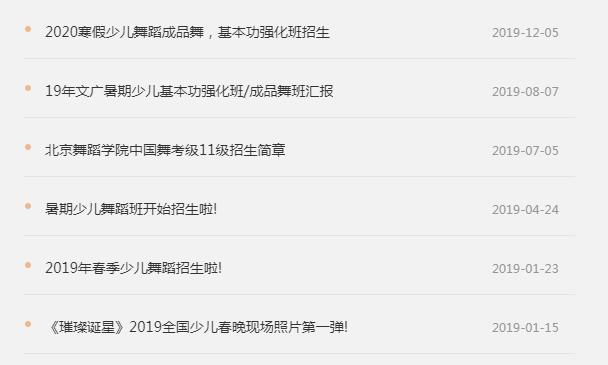 2020寒假少儿舞蹈成品舞，基本功强化班招生 2019-12-05
19年文广暑期少儿基本功强化班/成品舞班汇报 2019-08-07
北京舞蹈学院中国舞考级11级招生简章 2019-07-05
暑期少儿舞蹈班开始招生啦! 2019-04-24
2019年春季少儿舞蹈招生啦! 2019-01-23
《璀璨诞星》2019全国少儿春晚现场照片第一弹! 2019-01-15